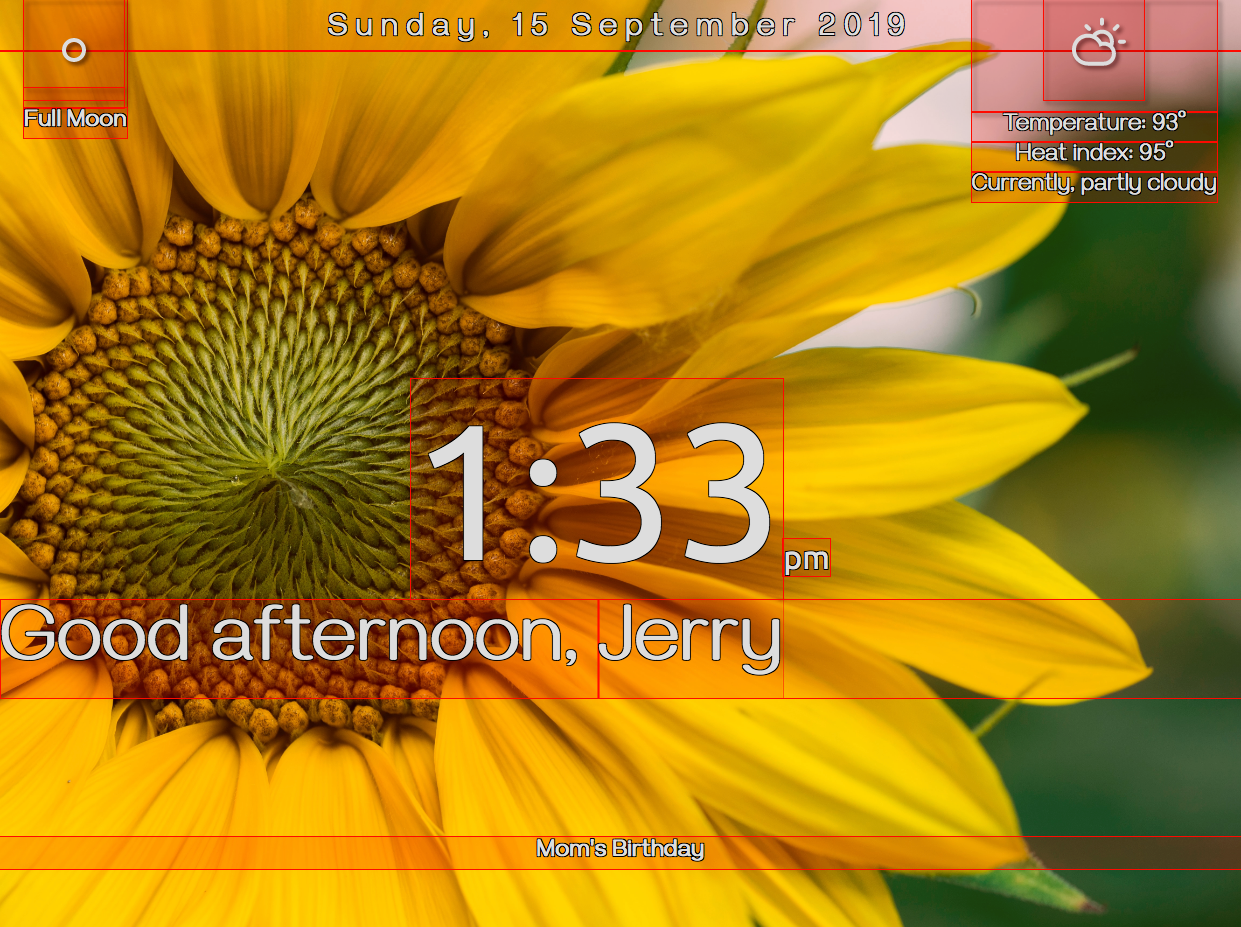 Sunday, 15 September 2019
Full Moon
Temperature: 93°
Heat index: 95°
Currently, partly cloudy
1:33 pm
Good afternoon, Jerry
Mom's Birthday